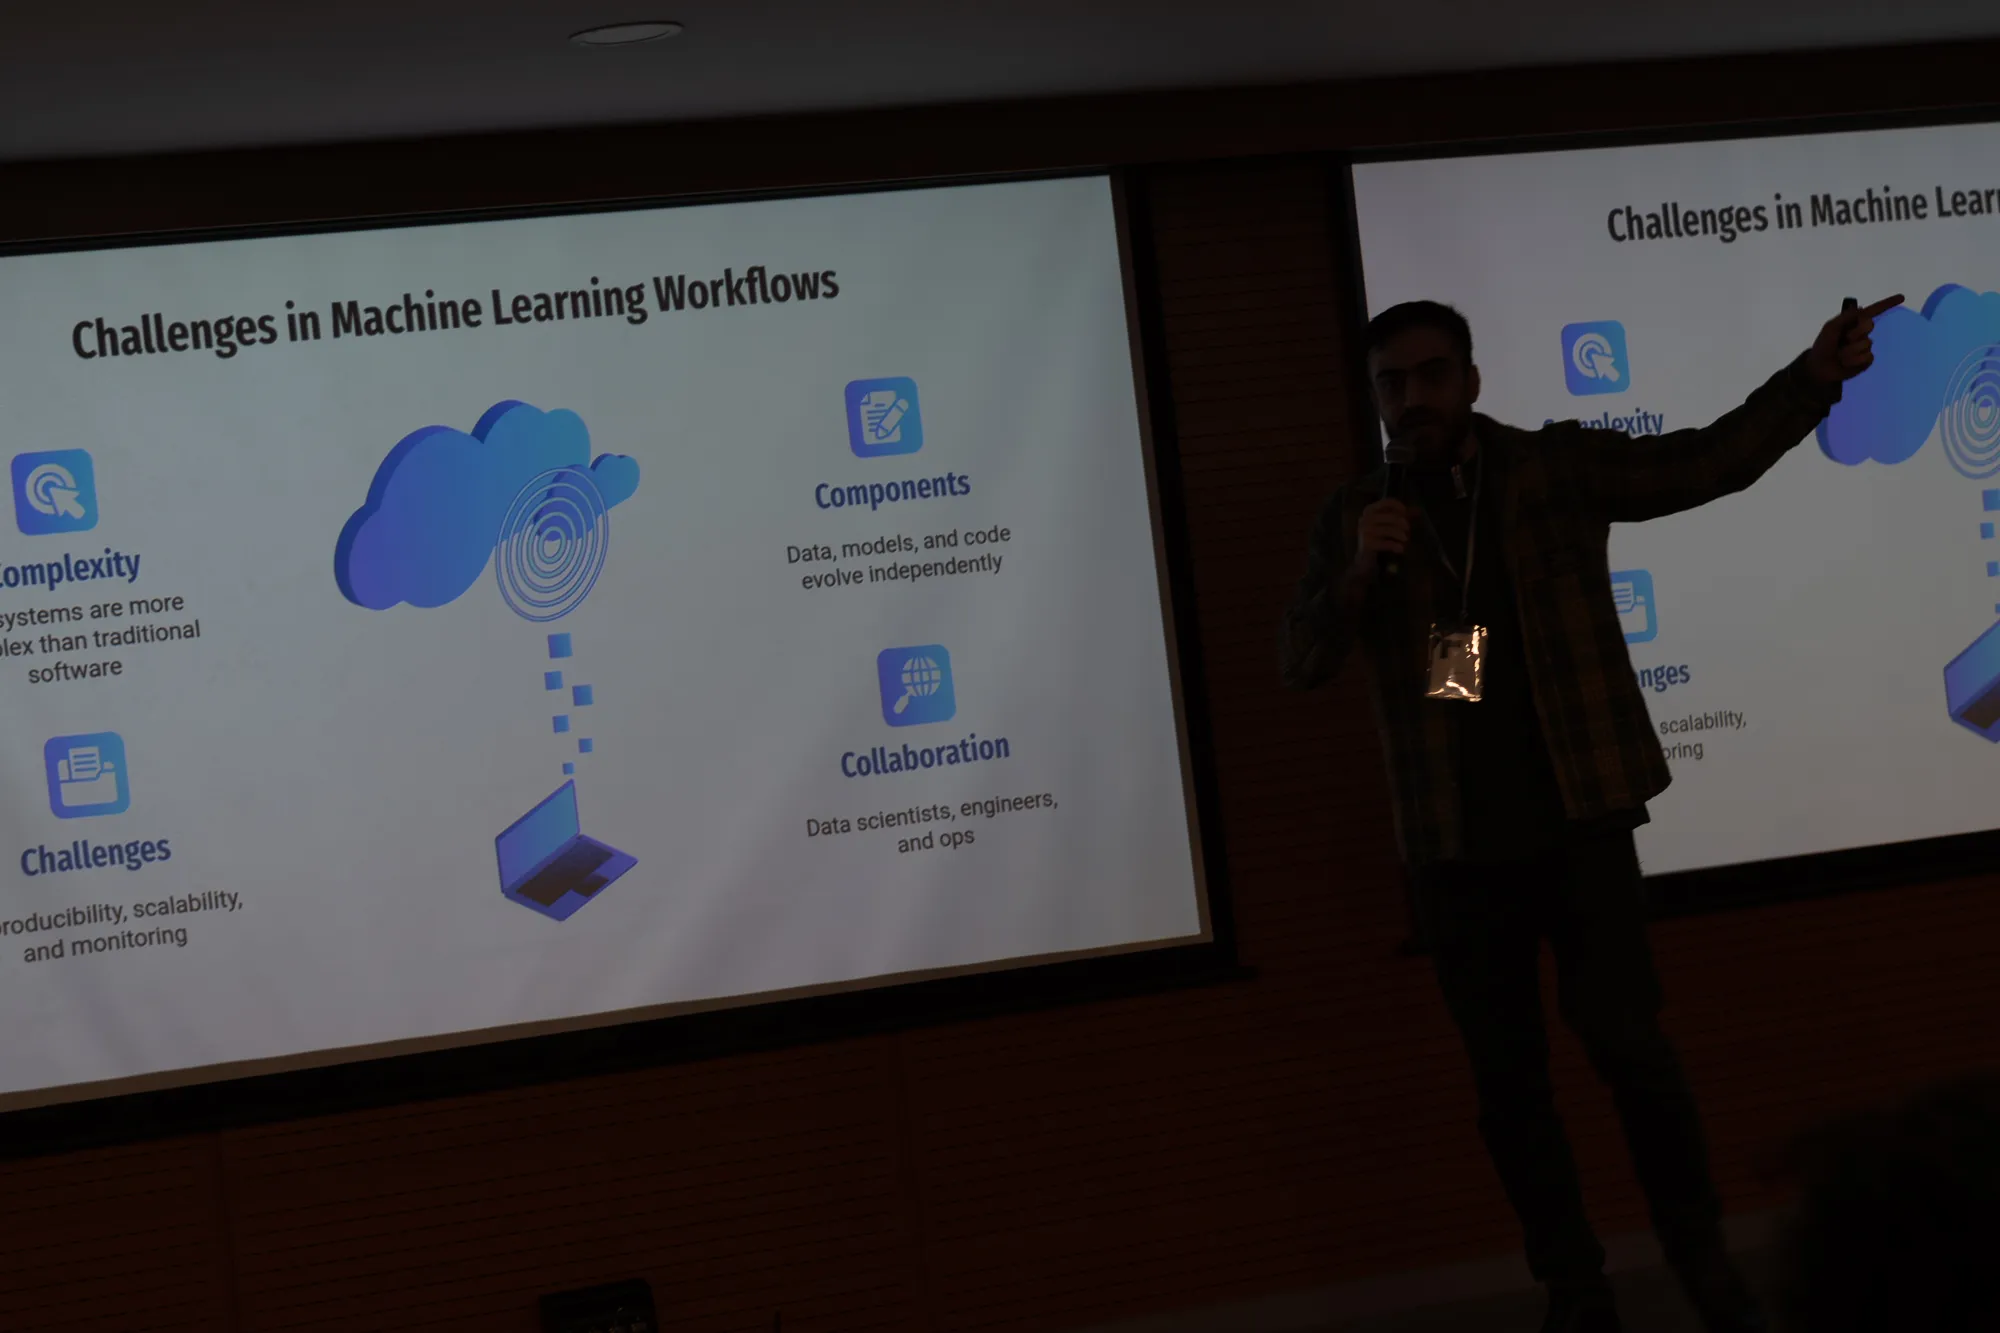 Challenges in Machine Learning Workflows
omplexity
systems are more
lex than traditional
software
Challenges
roducibility, scalability,
and monitoring
Components
Data, models, and code
evolve independently
Collaboration
Data scientists, engineers,
and ops
Challenges in Machine Lear
mplexity
nges
scalability,
oring